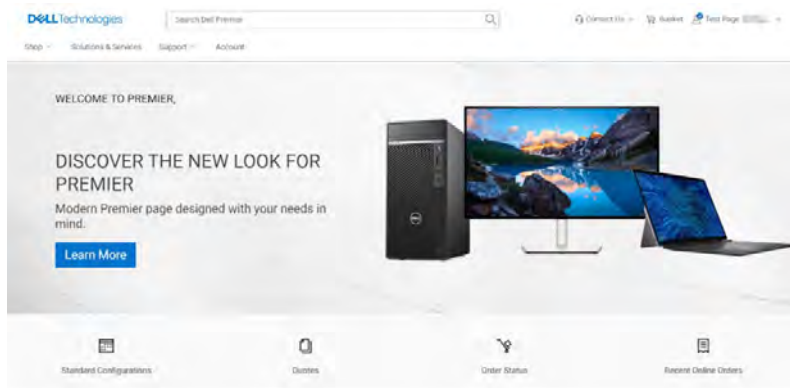 DELLTechnologies
Search Dell Premier
Contact Us
Basket
Test Page
Shop
Solutions & Services
Support
Account
WELCOME TO PREMIER,
DISCOVER THE NEW LOOK FOR
PREMIER
Modern Premier page designed with your needs in
mind.
Learn More
Standard Configurations
Quotes
Order Status
Recent Online Orders